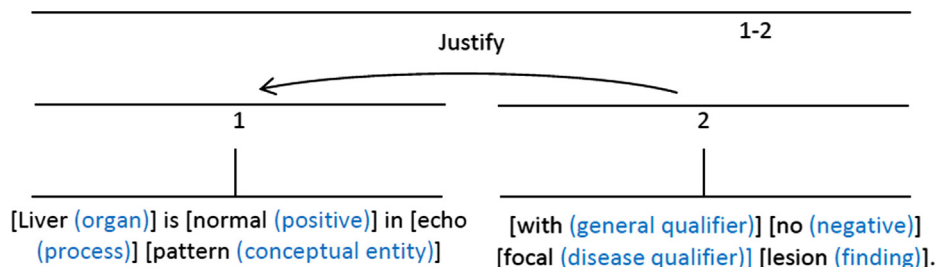 1-2
Justify
1
2
[Liver (organ)] is [normal (positive)] in [echo
(process)] [pattern (conceptual entity)]
[with (general qualifier)] [no (negative)]
[focal (disease qualifier)] [lesion (finding)].